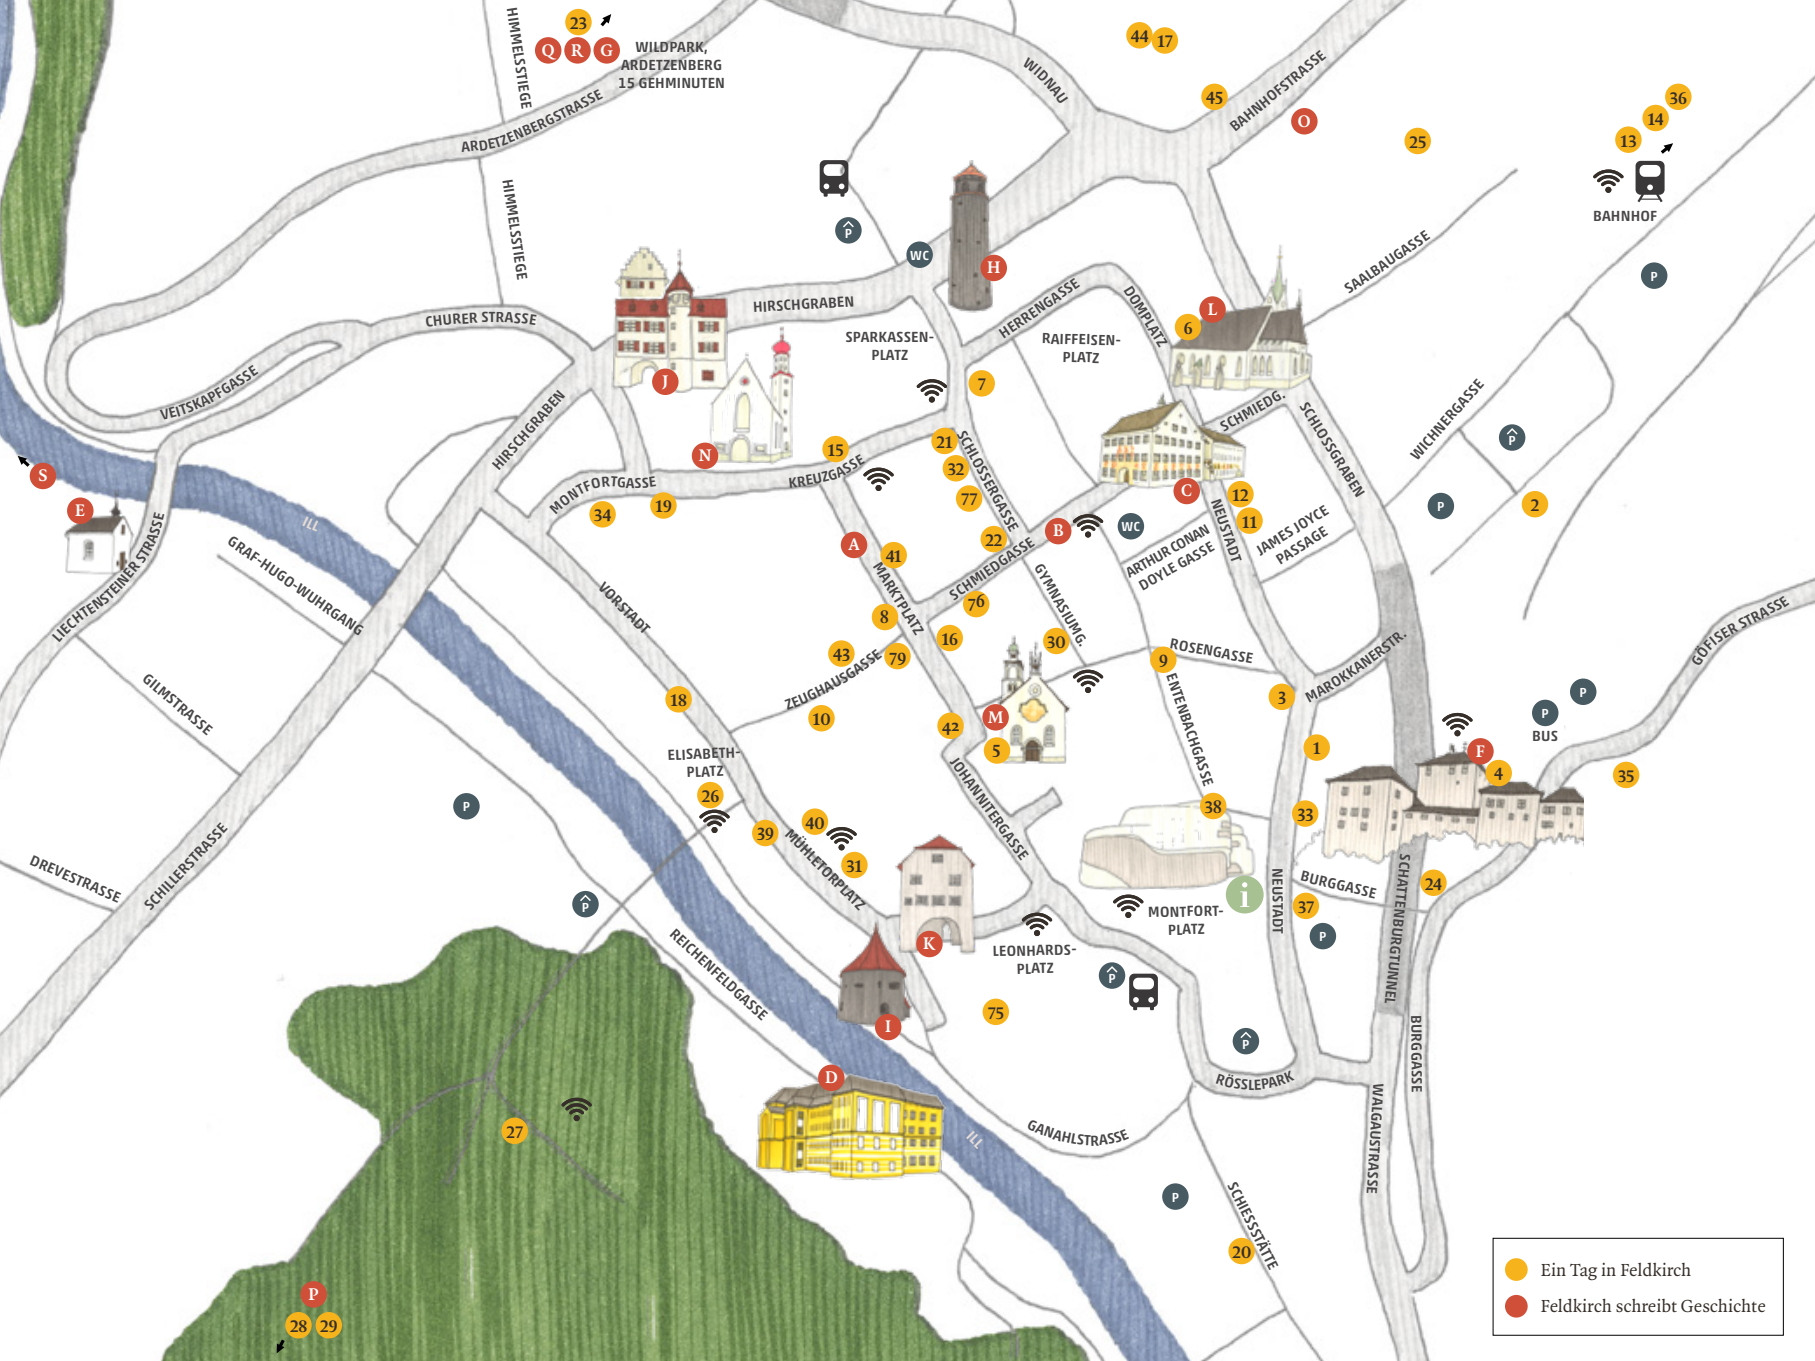 23
Q R G
WILDPARK,
ARDETZENBERG
15 GEHMINUTEN
HIMMELSSTIEGE
ARDETZENBERGSTRASSE
HIMMELSSTIEGE
WIDNAU
44 17
45
BAHNHOFSTRASSE
O
25
36
14
13
BAHNHOF
P
P
WC
H
HIRSCHGRABEN
CHURER STRASSE
SPARKASSEN-
PLATZ
HERRENGASSE
RAIFFEISEN-
PLATZ
DOMPLATZ
L
6
SAALBAUGASSE
J
7
VEITSKAPFGASSE
HIRSCHGRABEN
SCHMIEDG.
SCHLOSSGRABEN
WICHNERGASSE
P
N
15
21
SCHLOSSERGASSE
32
77
KREUZGASSE
MONTFORTGASSE
34
19
S
E
ILL
LIECHTENSTEINER STRASSE
GRAF-HUGO-WUHRGANG
C
12
11
NEUSTADT
JAMES JOYCE
PASSAGE
P
2
A
41
22
B
WC
ARTHUR CONAN
DOYLE GASSE
MARKTPLATZ
SCHMIEDGASSE
GYMNASIUMG.
VORSTADT
8
76
16
43
79
30
ZEUGHAUSGASSE
10
18
9
ROSENGASSE
MAROKKANERSTR.
3
GÖFISER STRASSE
GILMSTRASSE
ENTENBACHGASSE
42
M
5
1
F
4
P
P
BUS
35
ELISABETH-
PLATZ
26
39
40
31
MÜHLETORPLATZ
JOHANNITERGASSE
38
33
P
DREVESTRASSE
SCHILLERSTRASSE
P
K
LEONHARDS-
PLATZ
MONTFORT-
PLATZ
i
NEUSTADT
BURGGASSE
37
P
24
SCHATTENBURGTUNNEL
REICHENFELDGASSE
I
75
P
P
BURGGASSE
RÖSSLEPARK
WALGAUSTRASSE
D
ILL
GANAHLSTRASSE
27
P
SCHIESSTÄTTE
20
P
28 29
Ein Tag in Feldkirch
Feldkirch schreibt Geschichte